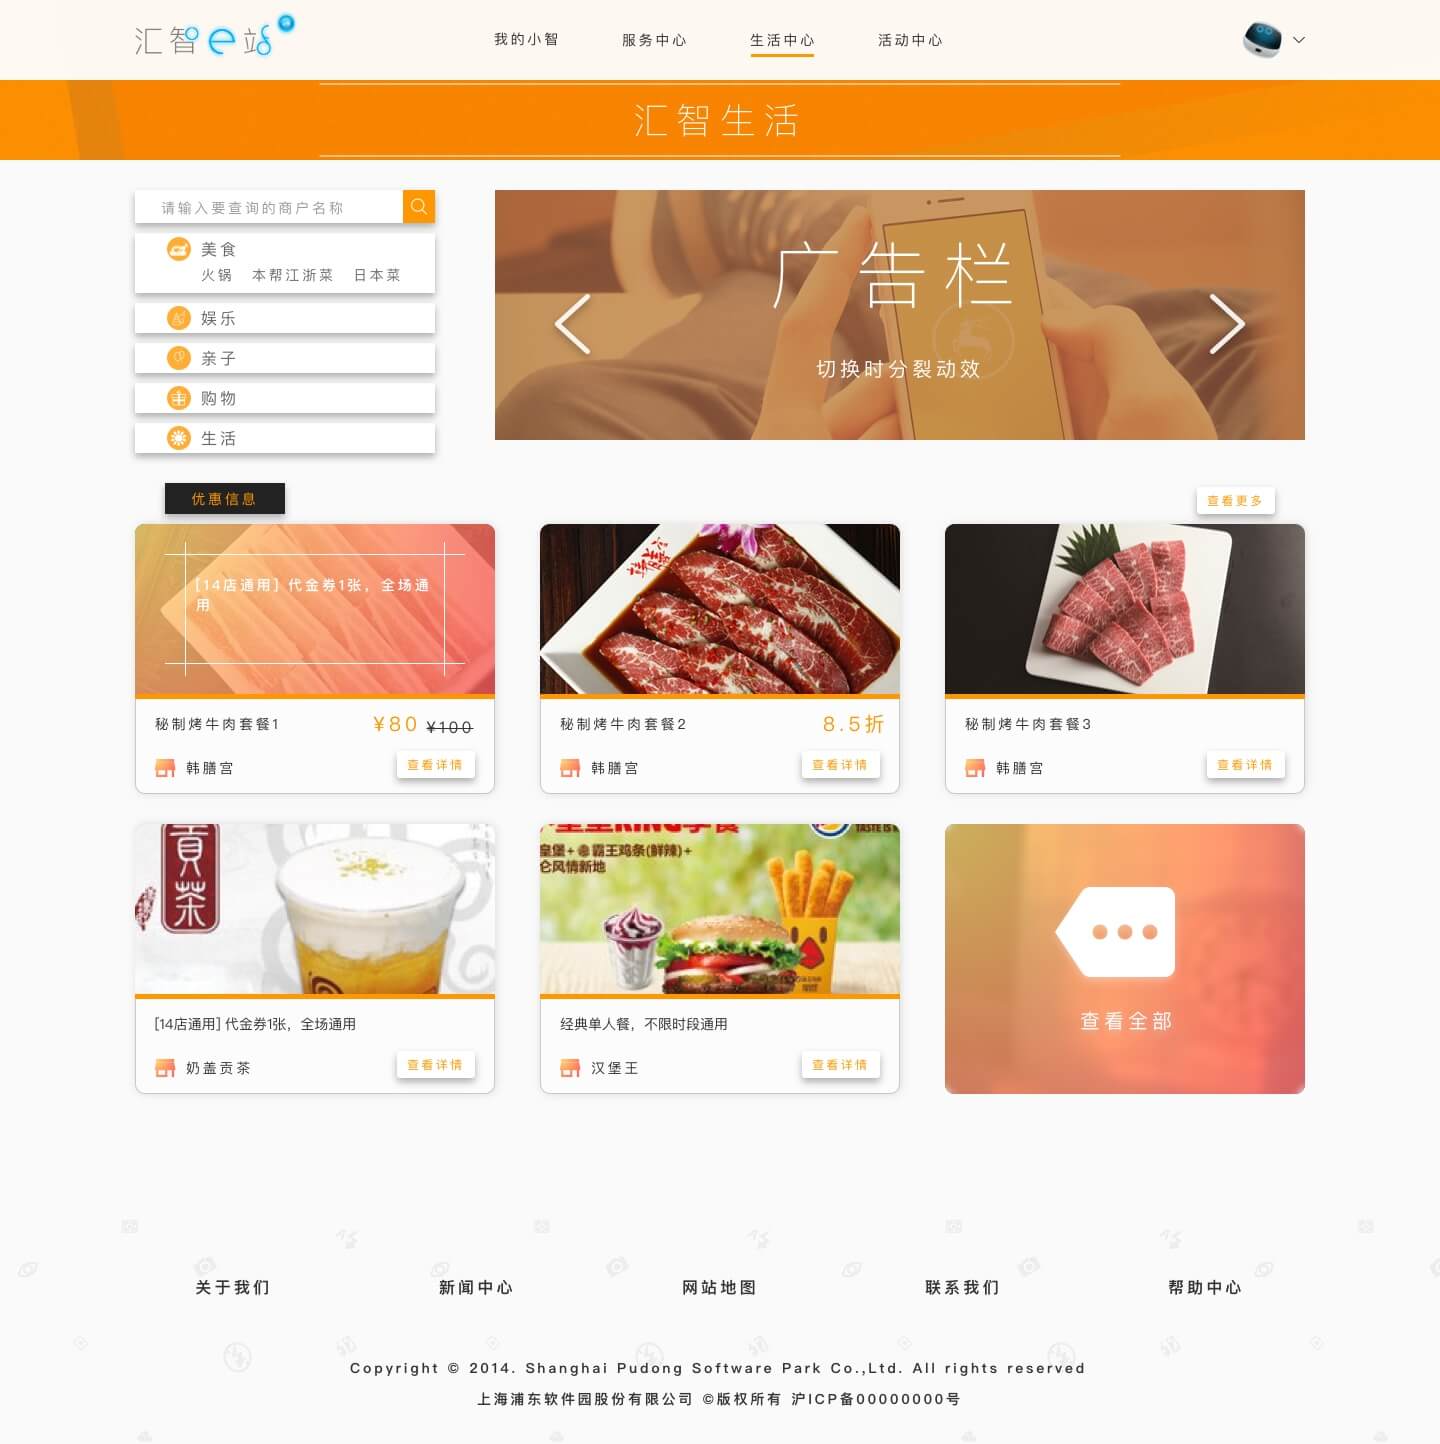 汇智e站
我的小智 服务中心 生活中心 活动中心
汇智生活
请输入要查询的商户名称
美食
火锅 本帮江浙菜 日本菜
娱乐
亲子
购物
生活
广告栏
切换时分裂动效
优惠信息
查看更多
[14店通用] 代金券1张，全场通
用
秘制烤牛肉套餐1 ¥80 ¥100
韩膳宫 查看详情
秘制烤牛肉套餐2 8.5折
韩膳宫 查看详情
秘制烤牛肉套餐3
韩膳宫 查看详情
貢茶
[14店通用] 代金券1张，全场通用
奶盖贡茶 查看详情
皇堡+霸王鸡条(鲜辣)+
仑风情新地
经典单人餐，不限时段通用
汉堡王 查看详情
查看全部
关于我们 新闻中心 网站地图 联系我们 帮助中心
Copyright © 2014. Shanghai Pudong Software Park Co.,Ltd. All rights reserved
上海浦东软件园股份有限公司 ©版权所有 沪ICP备00000000号